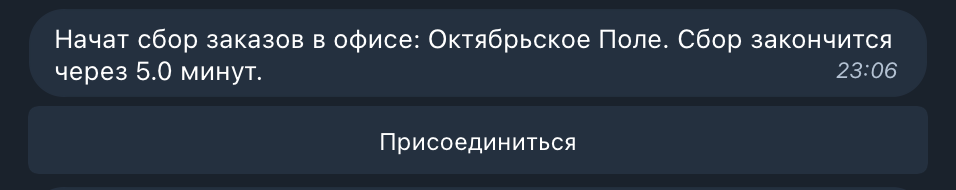 Начат сбор заказов в офисе: Октябрьское Поле. Сбор закончится
через 5.0 минут.
23:06
Присоединиться